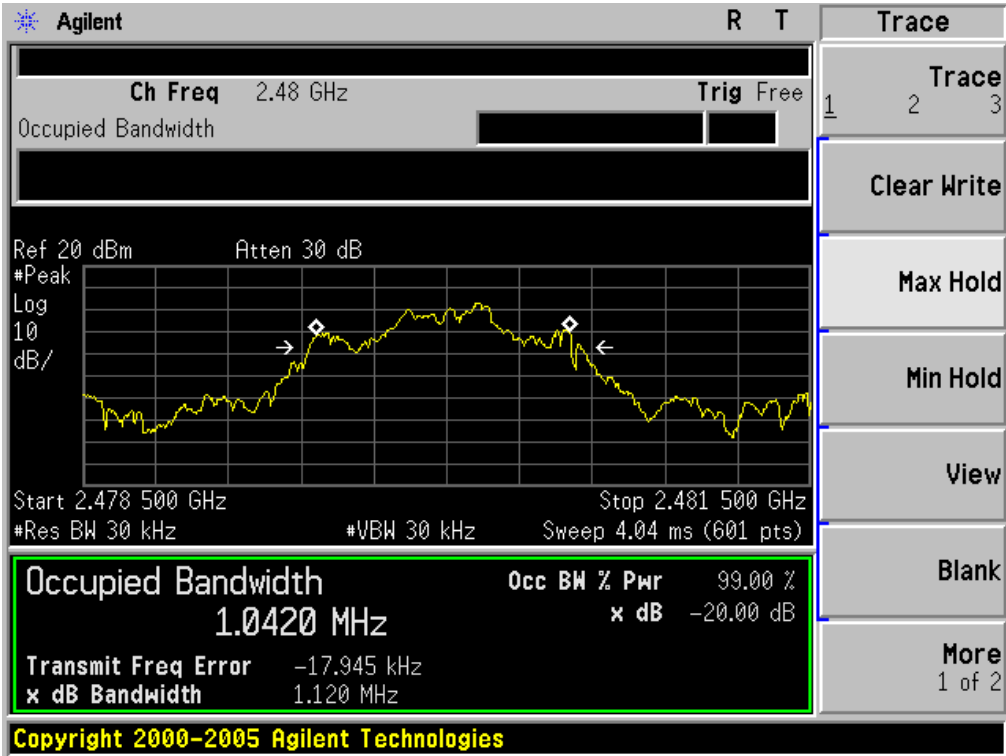 Agilent R T Trace
Ch Freq 2.48 GHz Trig Free
Occupied Bandwidth
Trace
1 2 3
Clear Write
Ref 20 dBm Atten 30 dB
#Peak
Log
10
dB/
Max Hold
Min Hold
View
Start 2.478 500 GHz Stop 2.481 500 GHz
#Res BW 30 kHz #VBW 30 kHz Sweep 4.04 ms (601 pts)
Occupied Bandwidth Occ BW % Pwr 99.00 %
1.0420 MHz x dB -20.00 dB
Blank
Transmit Freq Error -17.945 kHz
x dB Bandwidth 1.120 MHz
More
1 of 2
Copyright 2000-2005 Agilent Technologies